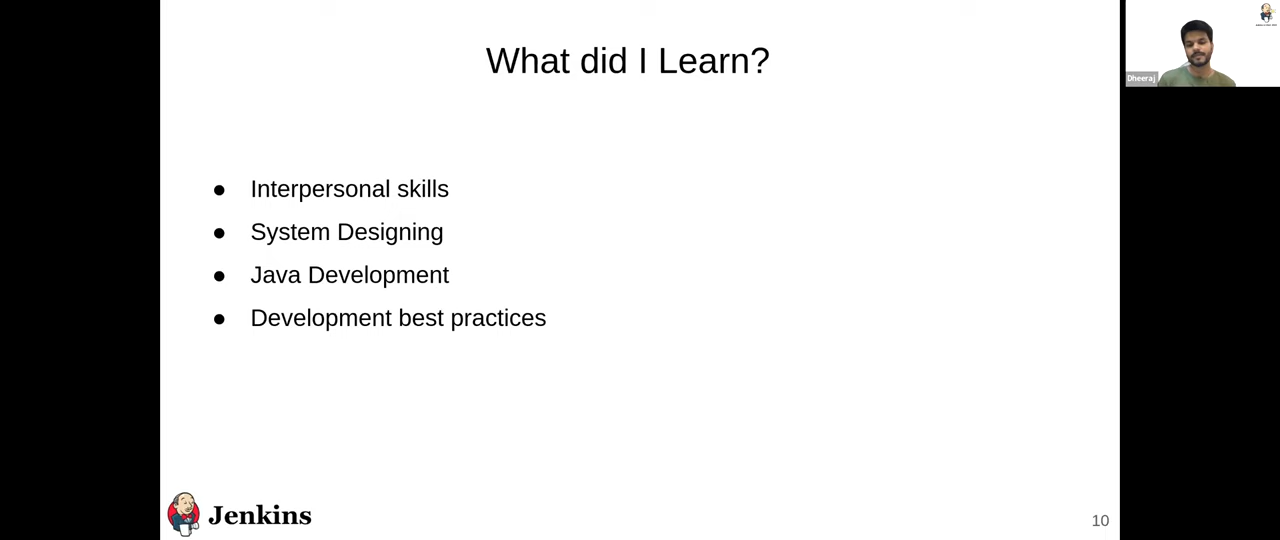 What did I Learn?
Dheeraj
● Interpersonal skills
● System Designing
● Java Development
● Development best practices
Jenkins
10